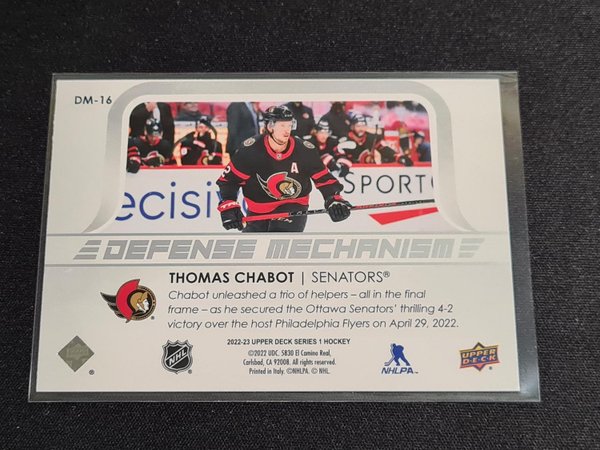 DM-16
ecisi
SPORT
A
DEFENSE MECHANISM
THOMAS CHABOT | SENATORS®
Chabot unleashed a trio of helpers – all in the final
frame – as he secured the Ottawa Senators' thrilling 4-2
victory over the host Philadelphia Flyers on April 29, 2022.
2022-23 UPPER DECK SERIES 1 HOCKEY
©2022 UDC. 5830 El Camino Real,
Carlsbad, CA 92008. All rights reserved.
Printed in Italy. ©NHLPA. © NHL.
®
NHL
NHLPA
UPPER
DECK